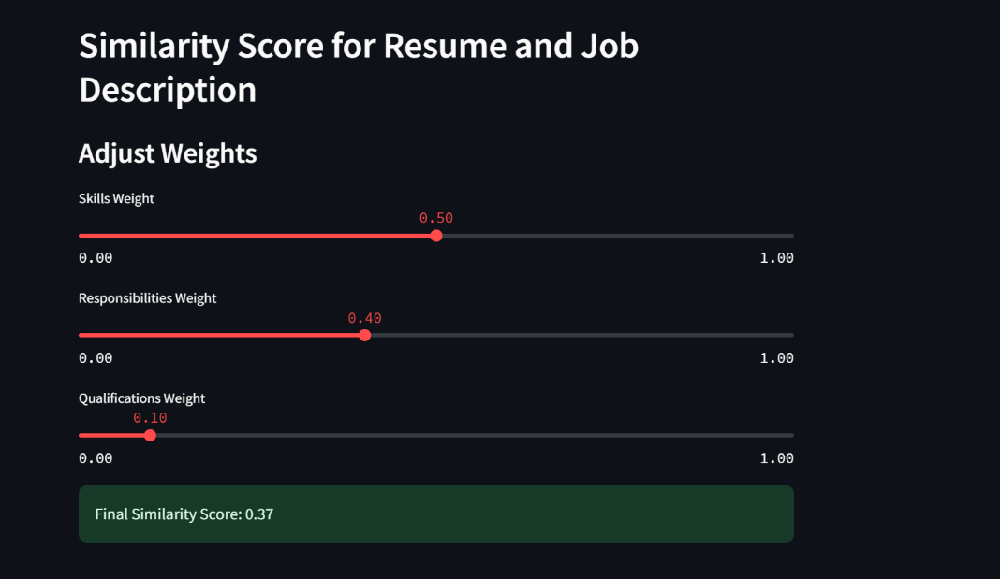 Similarity Score for Resume and Job
Description
Adjust Weights
Skills Weight
0.50
0.00 1.00
Responsibilities Weight
0.40
0.00 1.00
Qualifications Weight
0.10
0.00 1.00
Final Similarity Score: 0.37